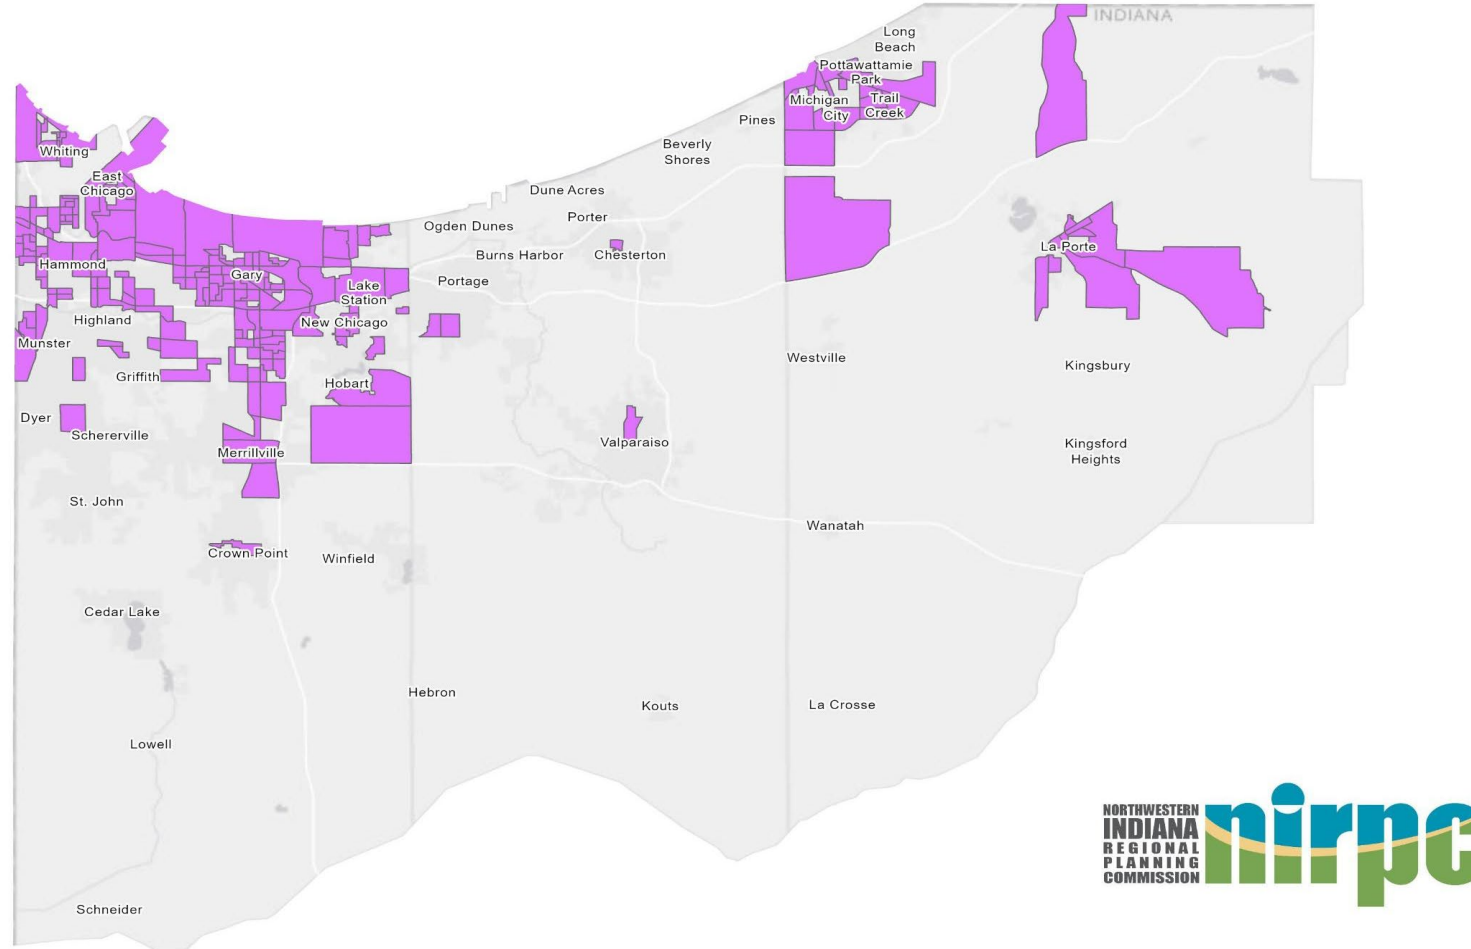 INDIANA
Long
Beach
Pottawattamie
Park
Michigan
City
Trail
Creek
Pines
Whiting
Beverly
Shores
East
Chicago
Dune Acres
Porter
Ogden Dunes
Burns Harbor
Chesterton
La Porte
Hammond
Gary
Portage
Lake
Station
Highland
New Chicago
Munster
Westville
Kingsbury
Griffith
Hobart
Dyer
Schererville
Valparaiso
Kingsford
Heights
Merrillville
St. John
Wanatah
Crown Point
Winfield
Cedar Lake
Hebron
Kouts
La Crosse
Lowell
Schneider
NORTHWESTERN
INDIANA
REGIONAL
PLANNING
COMMISSION
nirpc